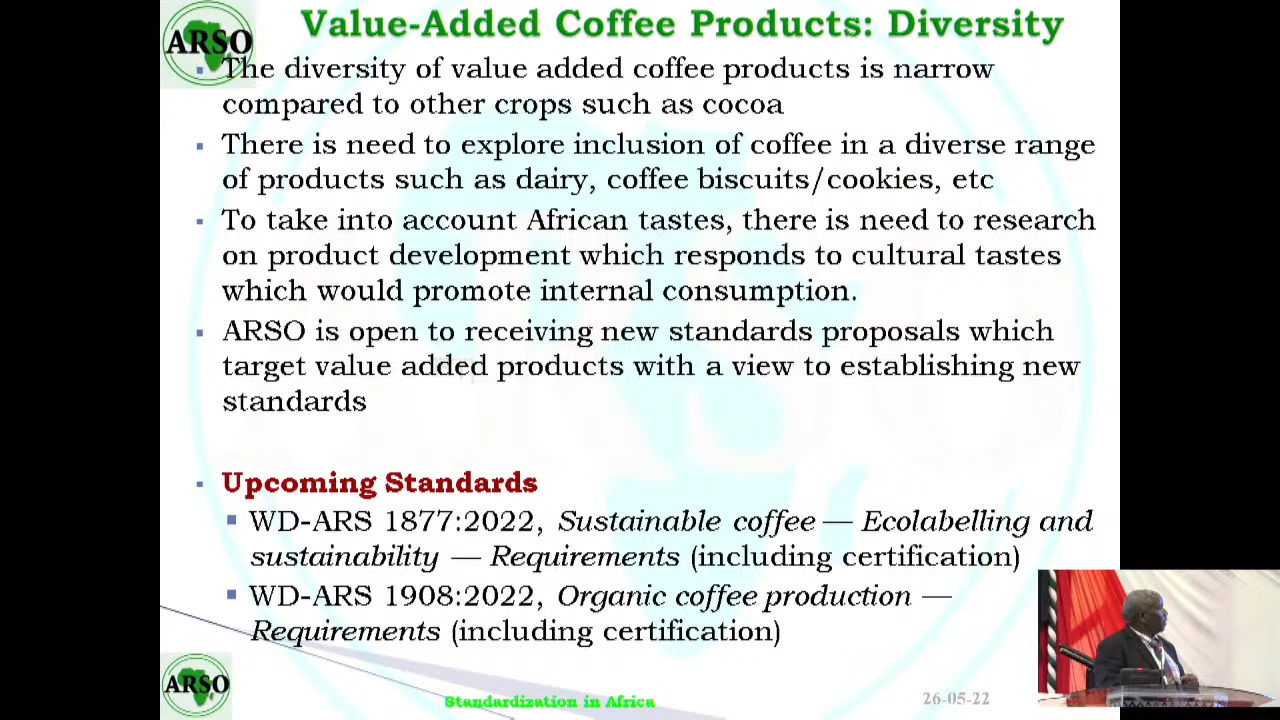 ARSO
Value-Added Coffee Products: Diversity
The diversity of value added coffee products is narrow
compared to other crops such as cocoa
There is need to explore inclusion of coffee in a diverse range
of products such as dairy, coffee biscuits/cookies, etc
To take into account African tastes, there is need to research
on product development which responds to cultural tastes
which would promote internal consumption.
ARSO is open to receiving new standards proposals which
target value added products with a view to establishing new
standards
Upcoming Standards
WD-ARS 1877:2022, Sustainable coffee — Ecolabelling and
sustainability — Requirements (including certification)
WD-ARS 1908:2022, Organic coffee production —
Requirements (including certification)
ARSO
Standardization in Africa
26-05-22